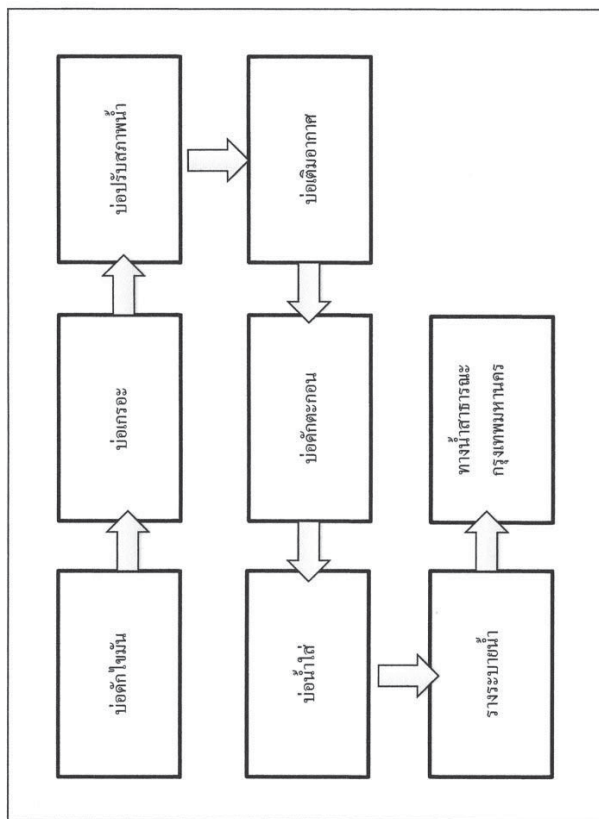 บ่อดักไขมัน
บ่อเกรอะ
บ่อปรับสภาพน้ำ
บ่อเติมอากาศ
บ่อดักตะกอน
บ่อน้ำใส่
รางระบายน้ำ
ทางน้ำสาธารณะ
กรุงเทพมหานคร